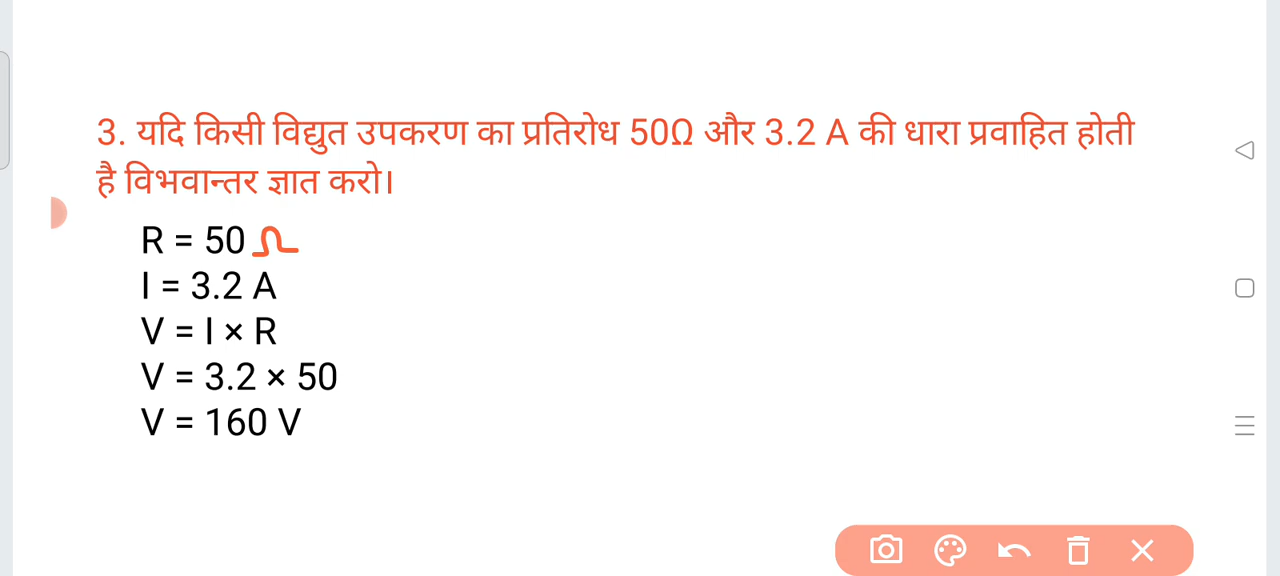 3. यदि किसी विद्युत उपकरण का प्रतिरोध 50Ω और 3.2 A की धारा प्रवाहित होती
है विभवान्तर ज्ञात करो।
R = 50 Ω
I = 3.2 A
V = I × R
V = 3.2 × 50
V = 160 V